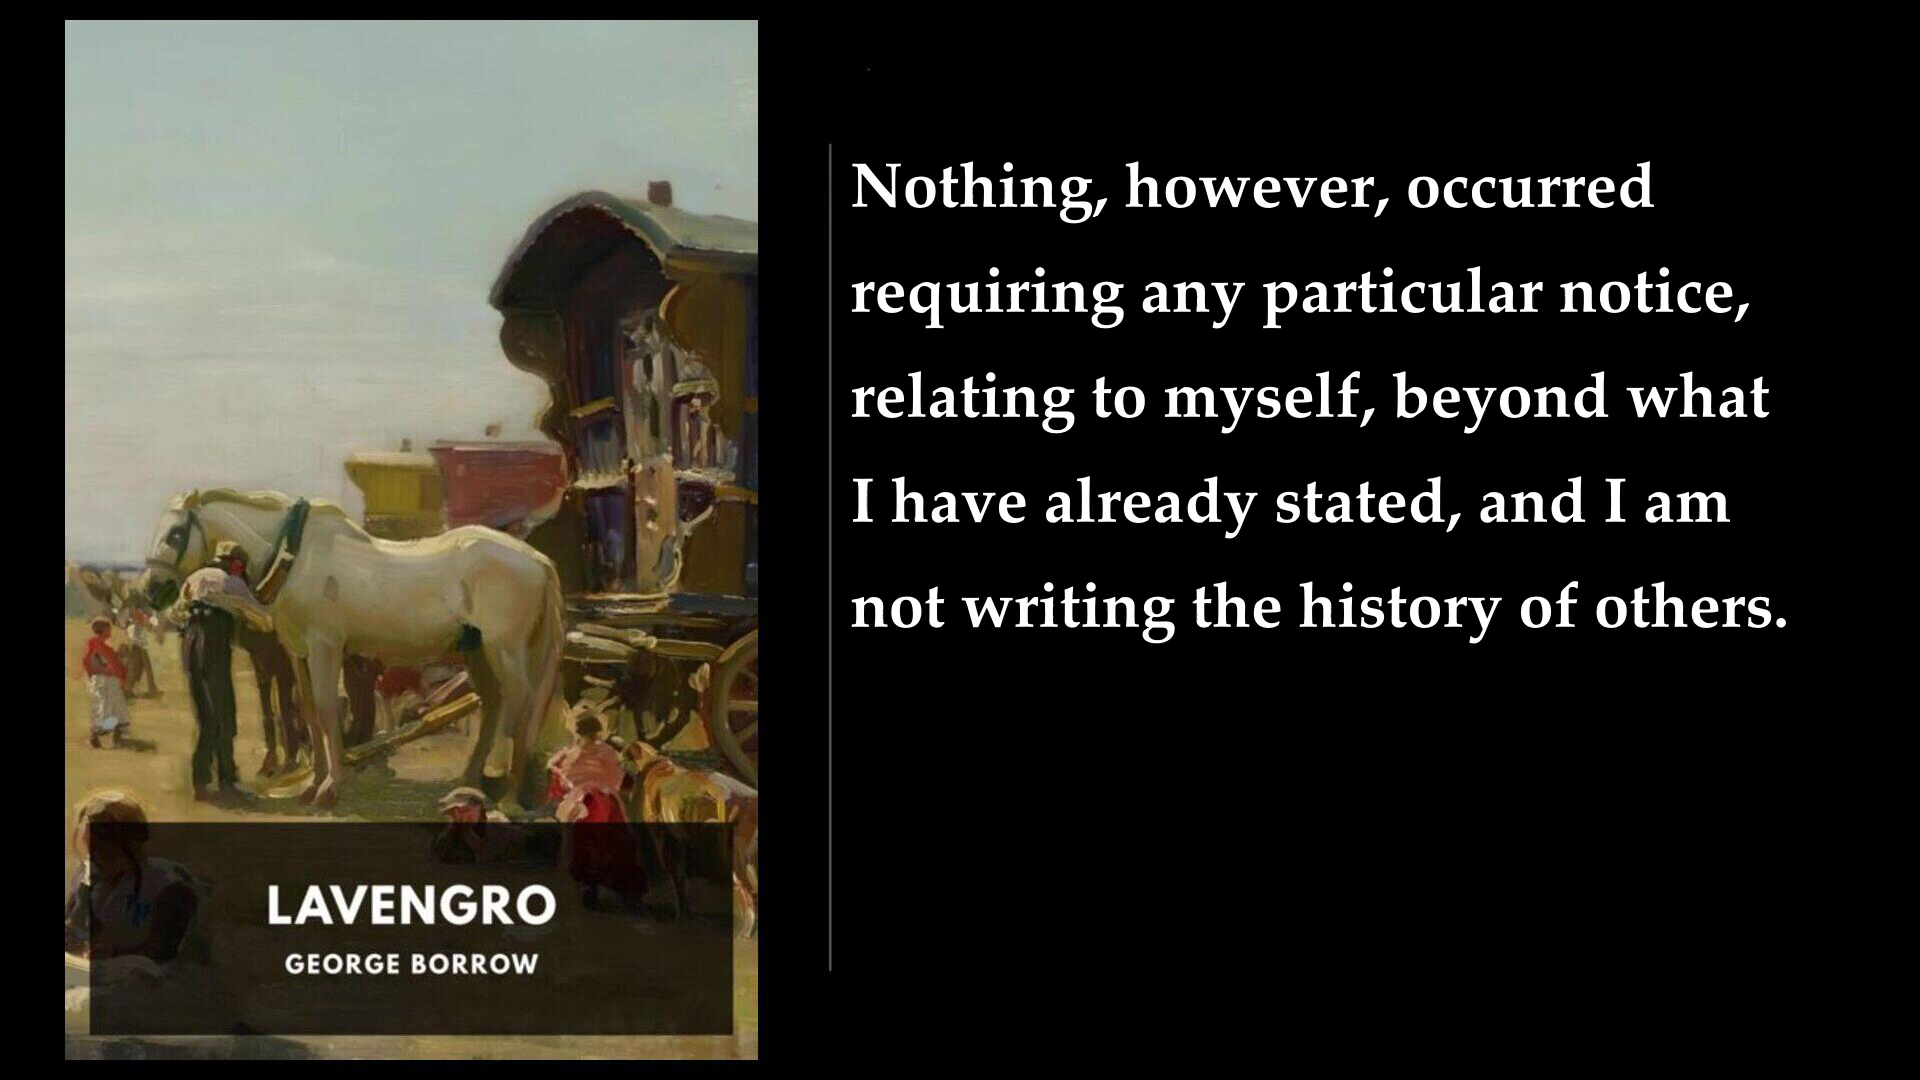 Nothing, however, occurred
requiring any particular notice,
relating to myself, beyond what
I have already stated, and I am
not writing the history of others.
LAVENGRO
GEORGE BORROW